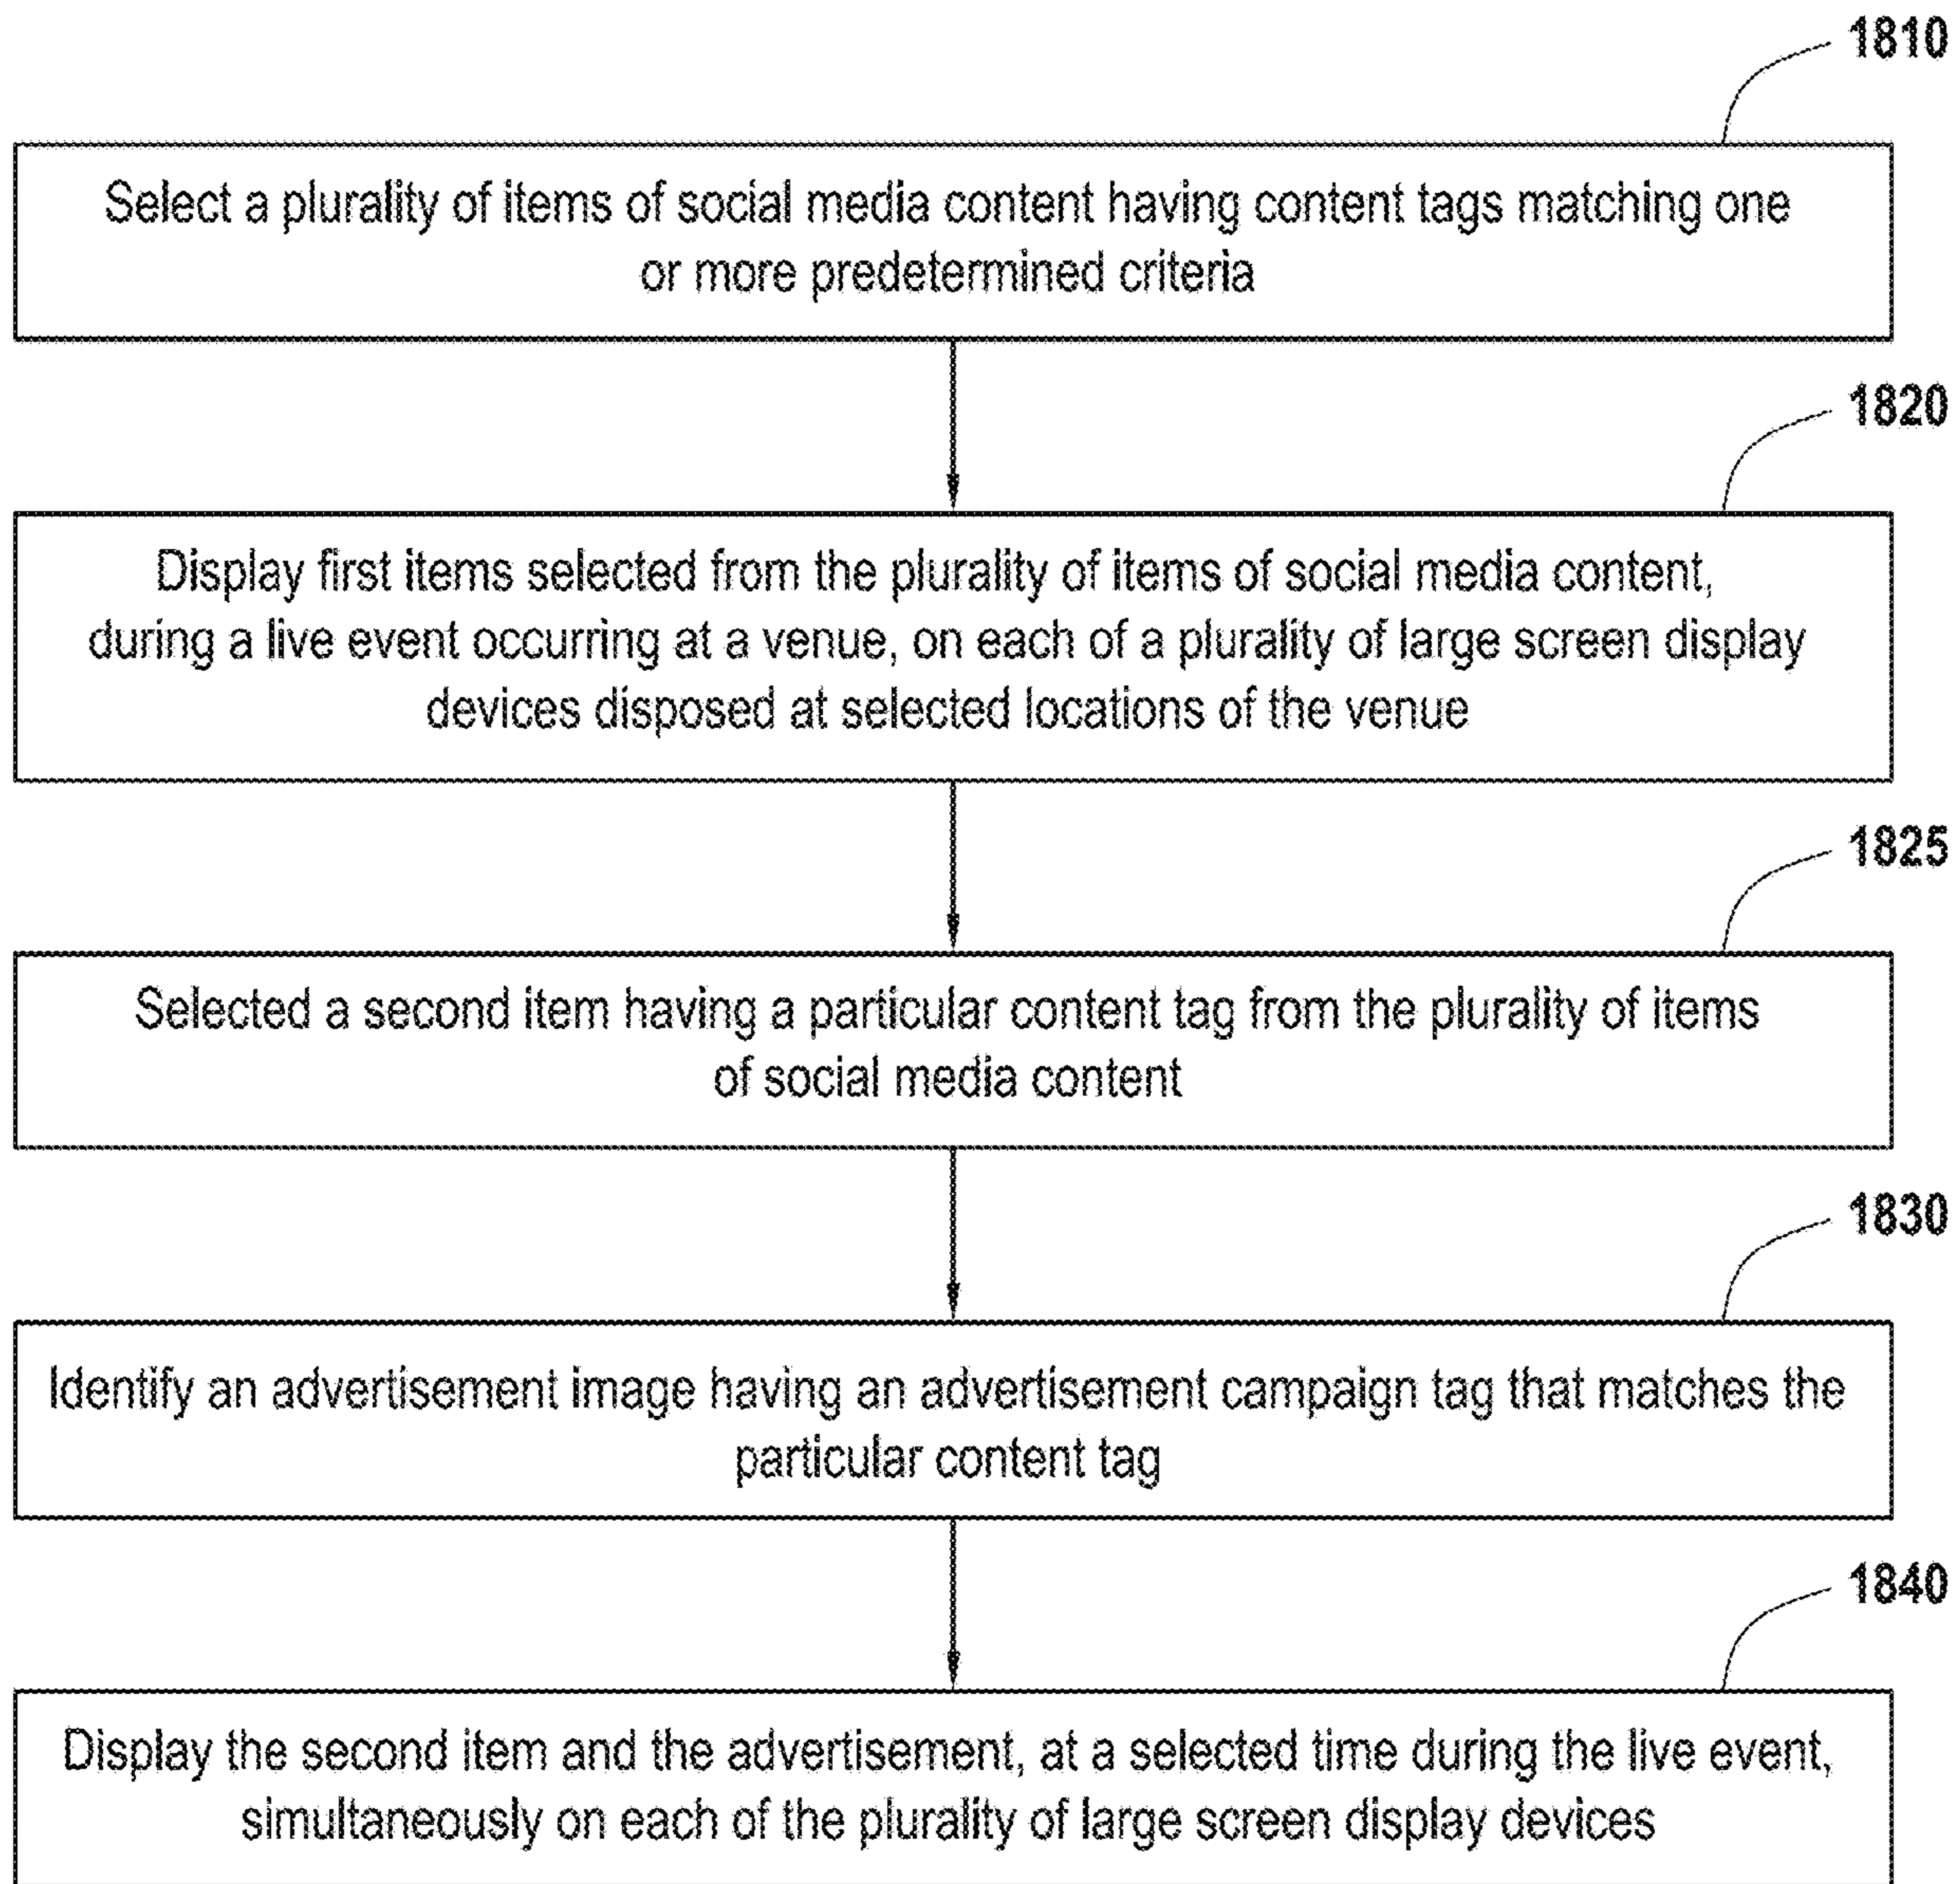 1810
Select a plurality of items of social media content having content tags matching one
or more predetermined criteria
1820
Display first items selected from the plurality of items of social media content,
during a live event occurring at a venue, on each of a plurality of large screen display
devices disposed at selected locations of the venue
1825
Selected a second item having a particular content tag from the plurality of items
of social media content
1830
Identify an advertisement image having an advertisement campaign tag that matches the
particular content tag
1840
Display the second item and the advertisement, at a selected time during the live event,
simultaneously on each of the plurality of large screen display devices